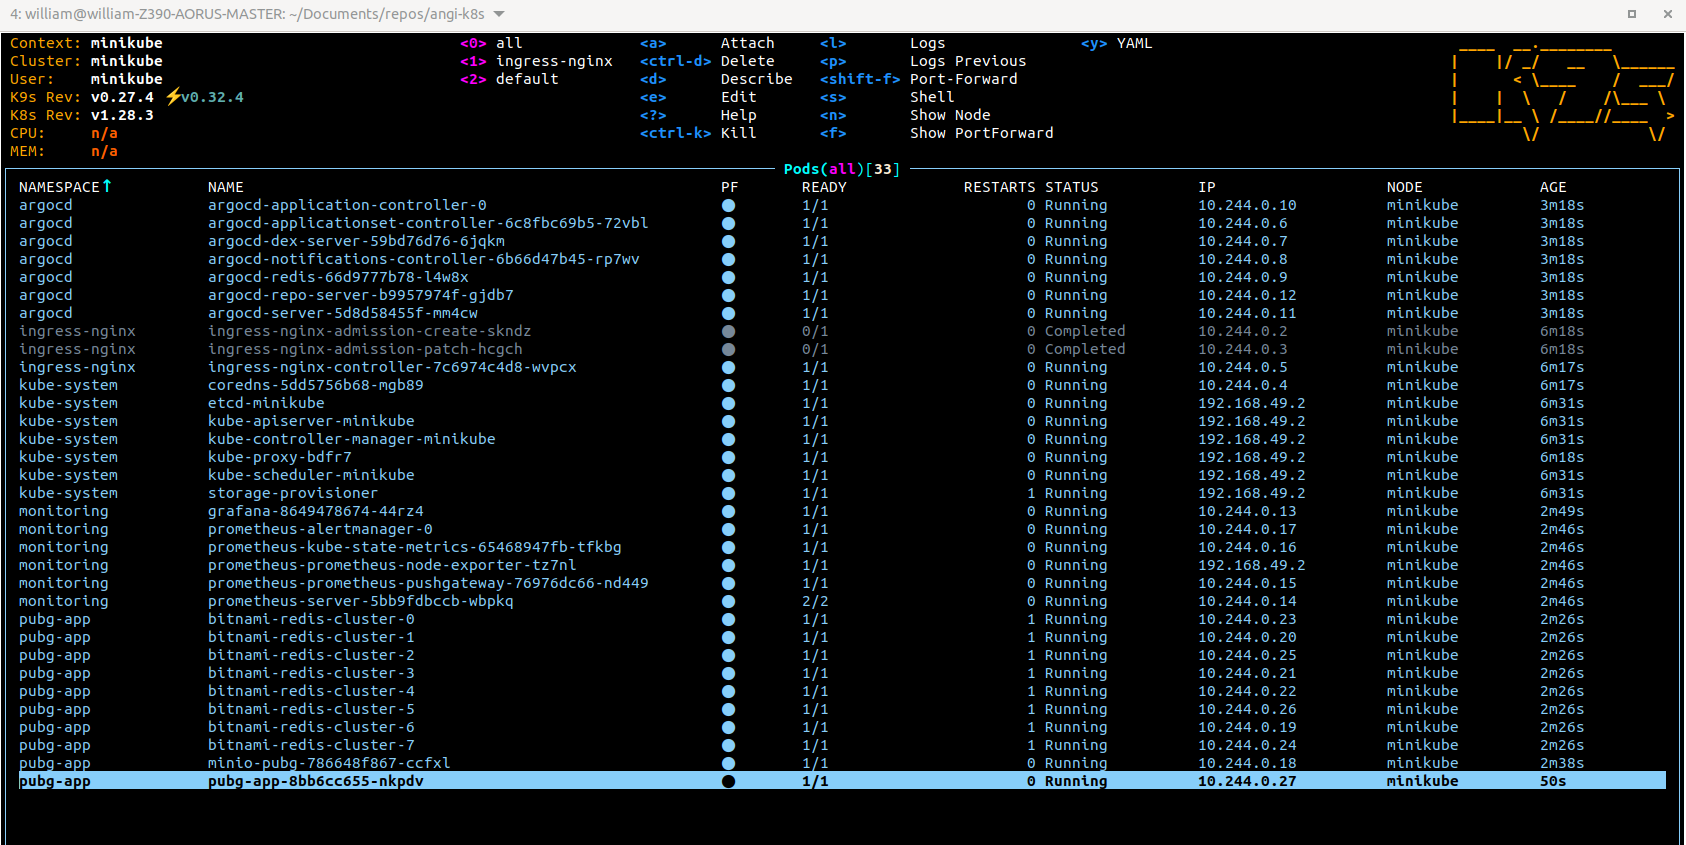 4: william@william-Z390-AORUS-MASTER: ~/Documents/repos/angi-k8s
Context: minikube <0> all <a> Attach <l> Logs <y> YAML
Cluster: minikube <1> ingress-nginx <ctrl-d> Delete <p> Logs Previous
User: minikube <2> default <d> Describe <shift-f> Port-Forward
K9s Rev: v0.27.4 ⚡v0.32.4 <e> Edit <s> Shell
K8s Rev: v1.28.3 <?> Help <n> Show Node
CPU: n/a <ctrl-k> Kill <f> Show PortForward
MEM: n/a
Pods(all)[33]
NAMESPACE↑ NAME PF READY RESTARTS STATUS IP NODE AGE
argocd argocd-application-controller-0 ● 1/1 0 Running 10.244.0.10 minikube 3m18s
argocd argocd-applicationset-controller-6c8fbc69b5-72vbl ● 1/1 0 Running 10.244.0.6 minikube 3m18s
argocd argocd-dex-server-59bd76d76-6jqkm ● 1/1 0 Running 10.244.0.7 minikube 3m18s
argocd argocd-notifications-controller-6b66d47b45-rp7wv ● 1/1 0 Running 10.244.0.8 minikube 3m18s
argocd argocd-redis-66d9777b78-l4w8x ● 1/1 0 Running 10.244.0.9 minikube 3m18s
argocd argocd-repo-server-b9957974f-gjdb7 ● 1/1 0 Running 10.244.0.12 minikube 3m18s
argocd argocd-server-5d8d58455f-mm4cw ● 1/1 0 Running 10.244.0.11 minikube 3m18s
ingress-nginx ingress-nginx-admission-create-skndz ● 0/1 0 Completed 10.244.0.2 minikube 6m18s
ingress-nginx ingress-nginx-admission-patch-hcgch ● 0/1 0 Completed 10.244.0.3 minikube 6m18s
ingress-nginx ingress-nginx-controller-7c6974c4d8-wvpcx ● 1/1 0 Running 10.244.0.5 minikube 6m17s
kube-system coredns-5dd5756b68-mgb89 ● 1/1 0 Running 10.244.0.4 minikube 6m17s
kube-system etcd-minikube ● 1/1 0 Running 192.168.49.2 minikube 6m31s
kube-system kube-apiserver-minikube ● 1/1 0 Running 192.168.49.2 minikube 6m31s
kube-system kube-controller-manager-minikube ● 1/1 0 Running 192.168.49.2 minikube 6m31s
kube-system kube-proxy-bdfr7 ● 1/1 0 Running 192.168.49.2 minikube 6m18s
kube-system kube-scheduler-minikube ● 1/1 0 Running 192.168.49.2 minikube 6m31s
kube-system storage-provisioner ● 1/1 1 Running 192.168.49.2 minikube 6m31s
monitoring grafana-8649478674-44rz4 ● 1/1 0 Running 10.244.0.13 minikube 2m49s
monitoring prometheus-alertmanager-0 ● 1/1 0 Running 10.244.0.17 minikube 2m46s
monitoring prometheus-kube-state-metrics-65468947fb-tfkbg ● 1/1 0 Running 10.244.0.16 minikube 2m46s
monitoring prometheus-prometheus-node-exporter-tz7nl ● 1/1 0 Running 192.168.49.2 minikube 2m46s
monitoring prometheus-prometheus-pushgateway-76976dc66-nd449 ● 1/1 0 Running 10.244.0.15 minikube 2m46s
monitoring prometheus-server-5bb9fdbccb-wbpkq ● 2/2 0 Running 10.244.0.14 minikube 2m46s
pubg-app bitnami-redis-cluster-0 ● 1/1 1 Running 10.244.0.23 minikube 2m26s
pubg-app bitnami-redis-cluster-1 ● 1/1 1 Running 10.244.0.20 minikube 2m26s
pubg-app bitnami-redis-cluster-2 ● 1/1 1 Running 10.244.0.25 minikube 2m26s
pubg-app bitnami-redis-cluster-3 ● 1/1 1 Running 10.244.0.21 minikube 2m26s
pubg-app bitnami-redis-cluster-4 ● 1/1 1 Running 10.244.0.22 minikube 2m26s
pubg-app bitnami-redis-cluster-5 ● 1/1 1 Running 10.244.0.26 minikube 2m26s
pubg-app bitnami-redis-cluster-6 ● 1/1 1 Running 10.244.0.19 minikube 2m26s
pubg-app bitnami-redis-cluster-7 ● 1/1 1 Running 10.244.0.24 minikube 2m26s
pubg-app minio-pubg-786648f867-ccfxl ● 1/1 0 Running 10.244.0.18 minikube 2m38s
pubg-app pubg-app-8bb6cc655-nkpdv ● 1/1 0 Running 10.244.0.27 minikube 50s